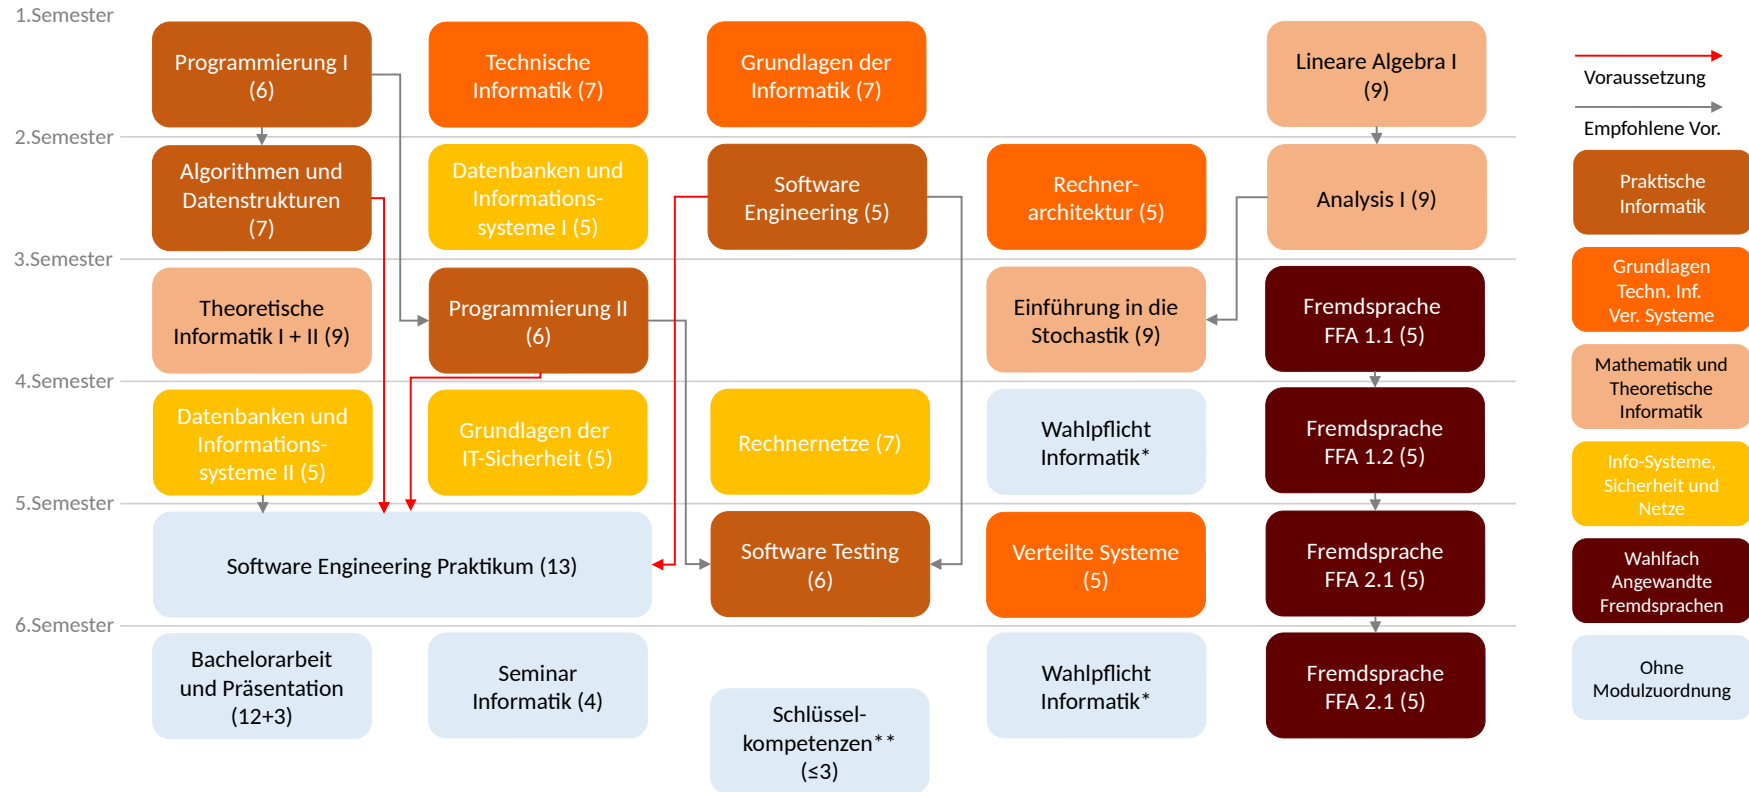 1.Semester
Programmierung I
(6)
Technische
Informatik (7)
Grundlagen der
Informatik (7)
Lineare Algebra I
(9)
2.Semester
Algorithmen und
Datenstrukturen
(7)
Datenbanken und
Informations-
systeme I (5)
Software
Engineering (5)
Rechner-
architektur (5)
Analysis I (9)
3.Semester
Theoretische
Informatik I + II (9)
Programmierung II
(6)
Einführung in die
Stochastik (9)
Fremdsprache
FFA 1.1 (5)
4.Semester
Datenbanken und
Informations-
systeme II (5)
Grundlagen der
IT-Sicherheit (5)
Rechnernetze (7)
Wahlpflicht
Informatik*
Fremdsprache
FFA 1.2 (5)
5.Semester
Software Engineering Praktikum (13)
Software Testing
(6)
Verteilte Systeme
(5)
Fremdsprache
FFA 2.1 (5)
6.Semester
Bachelorarbeit
und Präsentation
(12+3)
Seminar
Informatik (4)
Schlüssel-
kompetenzen**
(≤3)
Wahlpflicht
Informatik*
Fremdsprache
FFA 2.1 (5)
Voraussetzung
Empfohlene Vor.
Praktische
Informatik
Grundlagen
Techn. Inf.
Ver. Systeme
Mathematik und
Theoretische
Informatik
Info-Systeme,
Sicherheit und
Netze
Wahlfach
Angewandte
Fremdsprachen
Ohne
Modulzuordnung